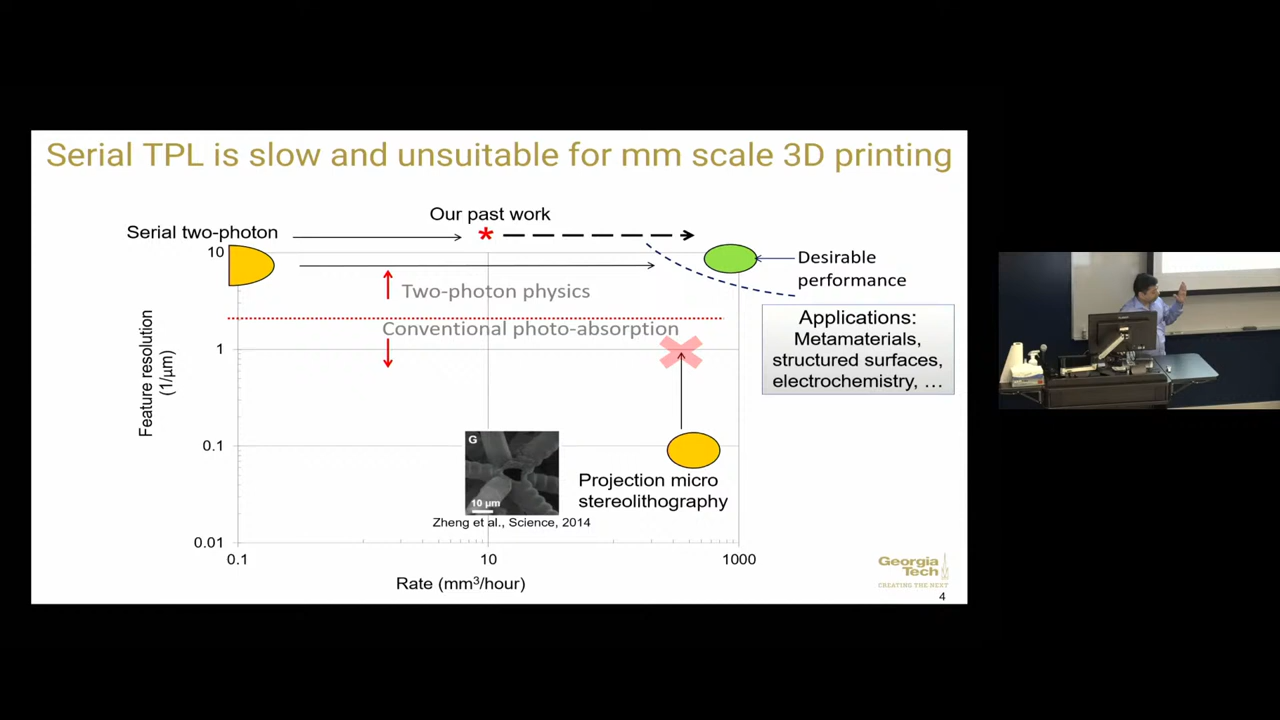 Serial TPL is slow and unsuitable for mm scale 3D printing
Our past work
Serial two-photon
*
10
Desirable
performance
Two-photon physics
Conventional photo-absorption
Applications:
Metamaterials,
structured surfaces,
electrochemistry, …
Feature resolution
(1/µm)
1
0.1
G
10 µm
Projection micro
stereolithography
Zheng et al., Science, 2014
0.01
0.1
10
1000
Rate (mm³/hour)
Georgia
Tech
CREATING THE NEXT
4